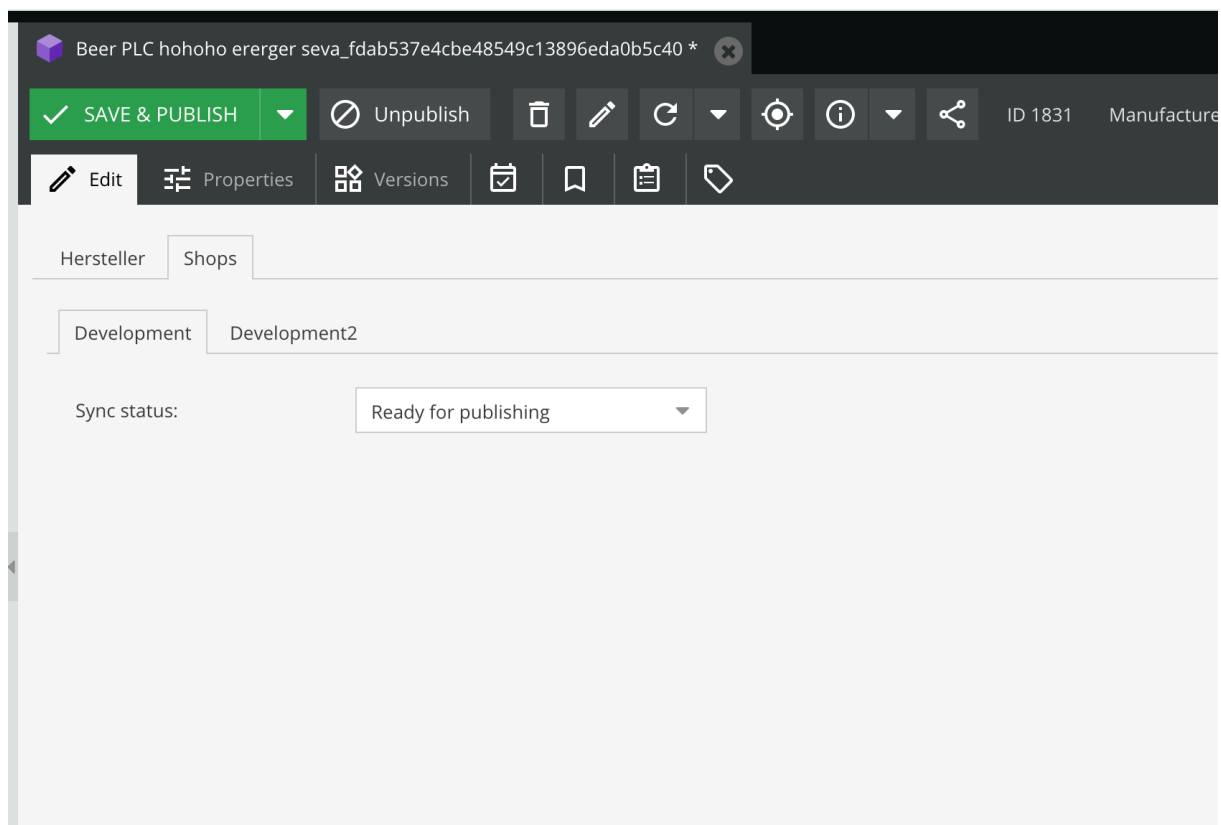 Beer PLC hohoho ererger seva_fdab537e4cbe48549c13896eda0b5c40 *
SAVE & PUBLISH Unpublish ID 1831 Manufacture
Edit Properties Versions
Hersteller Shops
Development Development2
Sync status: Ready for publishing